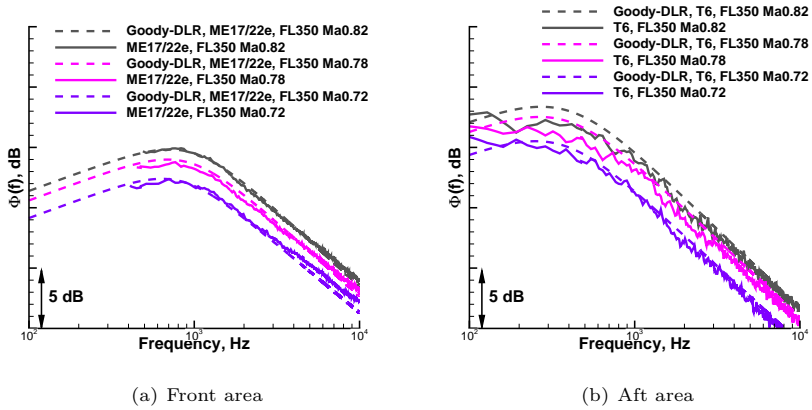 Goody-DLR, ME17/22e, FL350 Ma0.82
ME17/22e, FL350 Ma0.82
Goody-DLR, ME17/22e, FL350 Ma0.78
ME17/22e, FL350 Ma0.78
Goody-DLR, ME17/22e, FL350 Ma0.72
ME17/22e, FL350 Ma0.72
Φ(f), dB
5 dB
10² 10³ 10⁴
Frequency, Hz
(a) Front area
Goody-DLR, T6, FL350 Ma0.82
T6, FL350 Ma0.82
Goody-DLR, T6, FL350 Ma0.78
T6, FL350 Ma0.78
Goody-DLR, T6, FL350 Ma0.72
T6, FL350 Ma0.72
Φ(f), dB
5 dB
10² 10³ 10⁴
Frequency, Hz
(b) Aft area